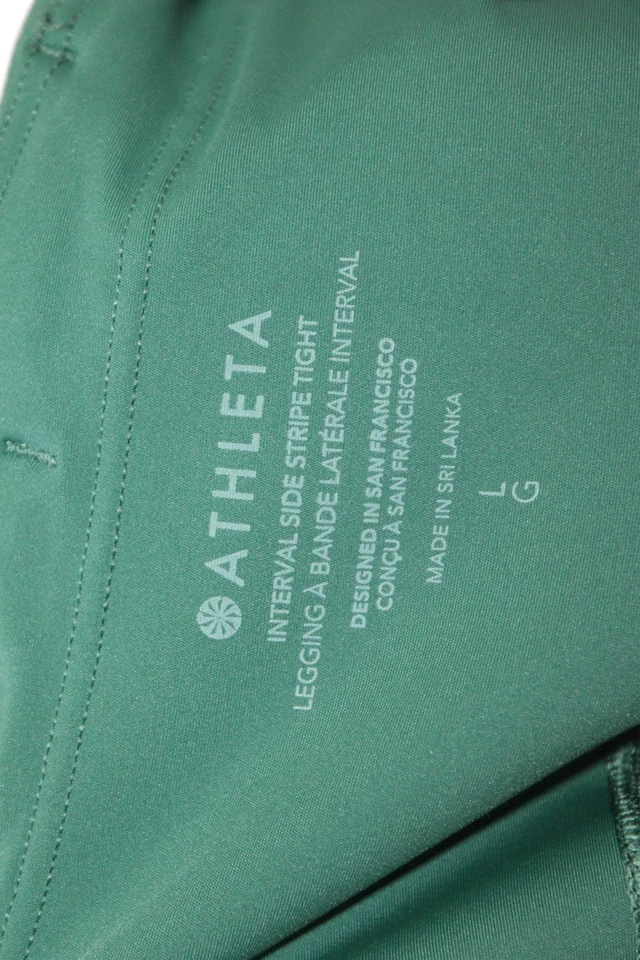 ATHLETA
INTERVAL SIDE STRIPE TIGHT
LEGGING À BANDE LATÉRALE INTERVAL
DESIGNED IN SAN FRANCISCO
CONÇU À SAN FRANCISCO
MADE IN SRI LANKA
L
G